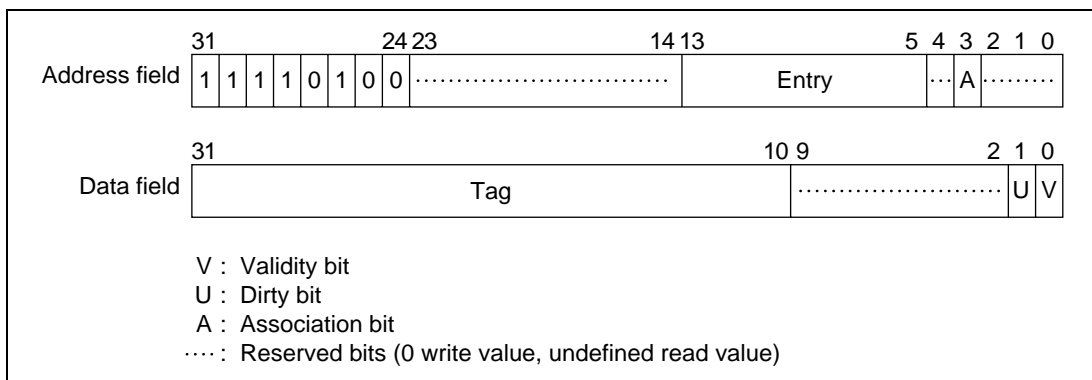 31 24 23 14 13 5 4 3 2 1 0
Address field 1 1 1 1 0 1 0 0 ............................... Entry ... A .........
31 10 9 2 1 0
Data field Tag ........................ U V
V : Validity bit
U : Dirty bit
A : Association bit
.... : Reserved bits (0 write value, undefined read value)